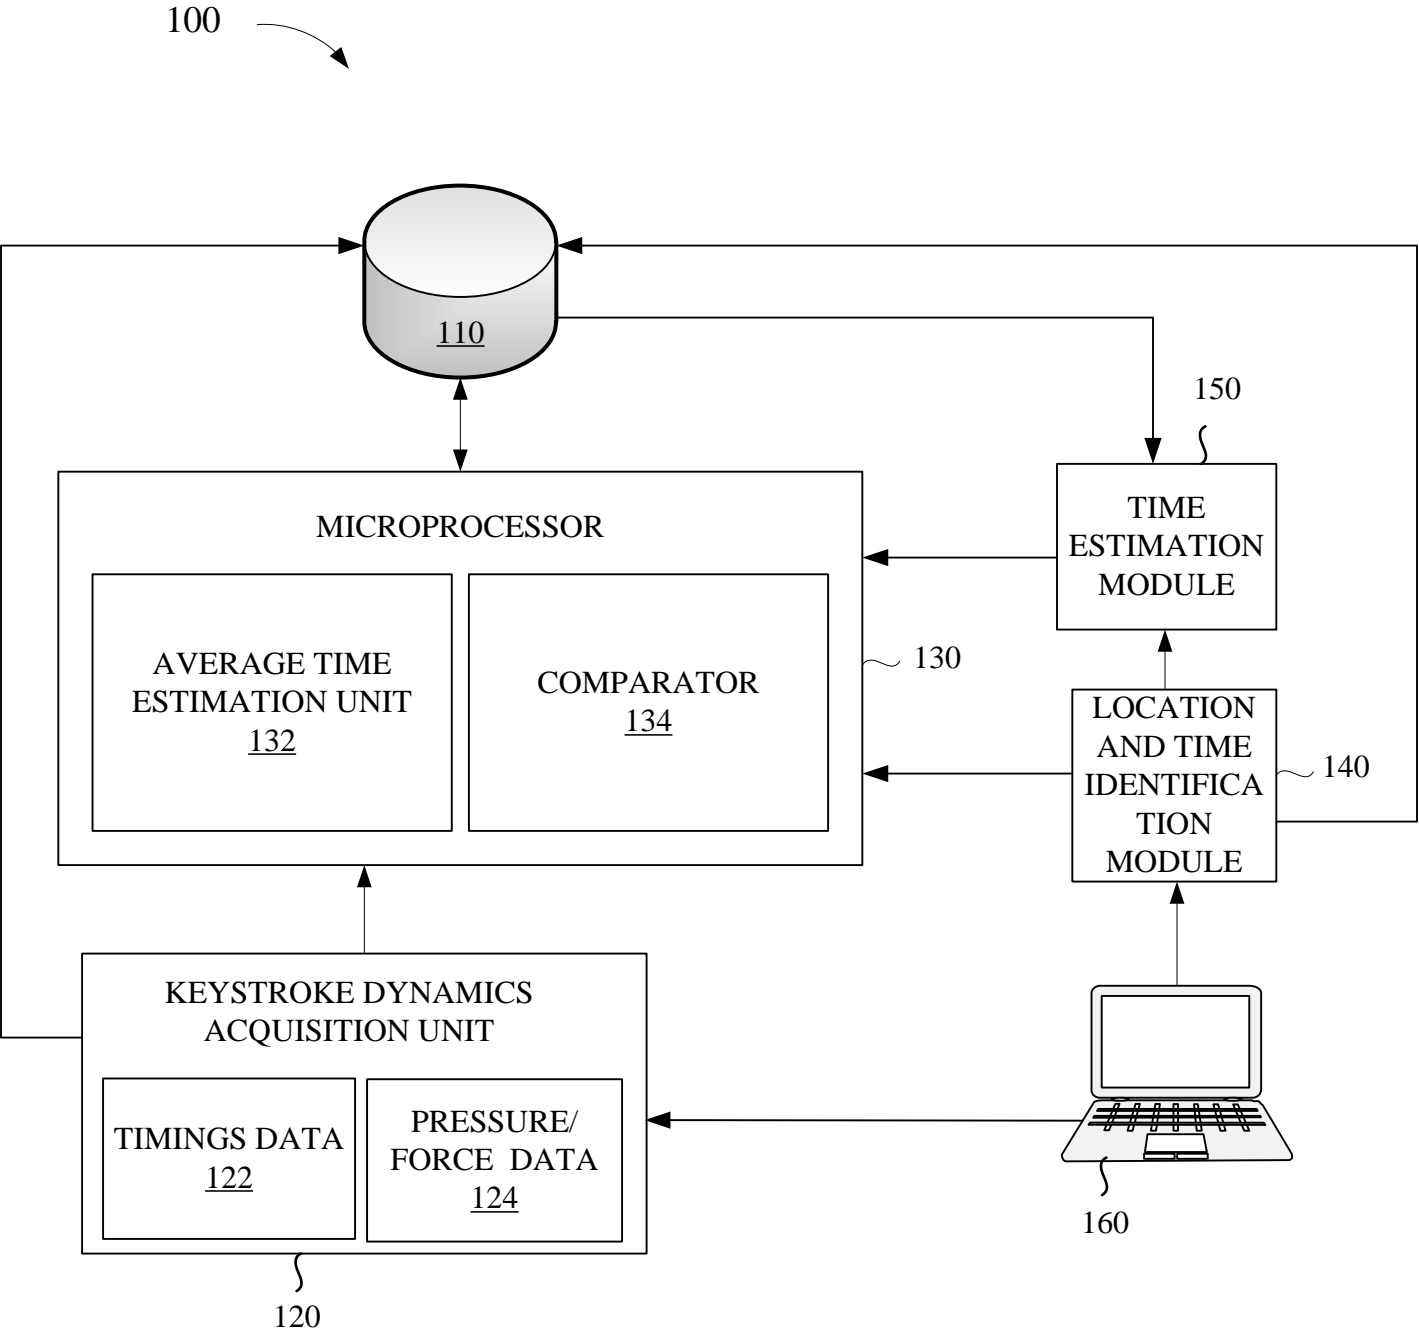 100
110
150
TIME
ESTIMATION
MODULE
MICROPROCESSOR
AVERAGE TIME
ESTIMATION UNIT
132
COMPARATOR
134
130
LOCATION
AND TIME
IDENTIFICA
TION
MODULE
140
KEYSTROKE DYNAMICS
ACQUISITION UNIT
TIMINGS DATA
122
PRESSURE/
FORCE DATA
124
160
120